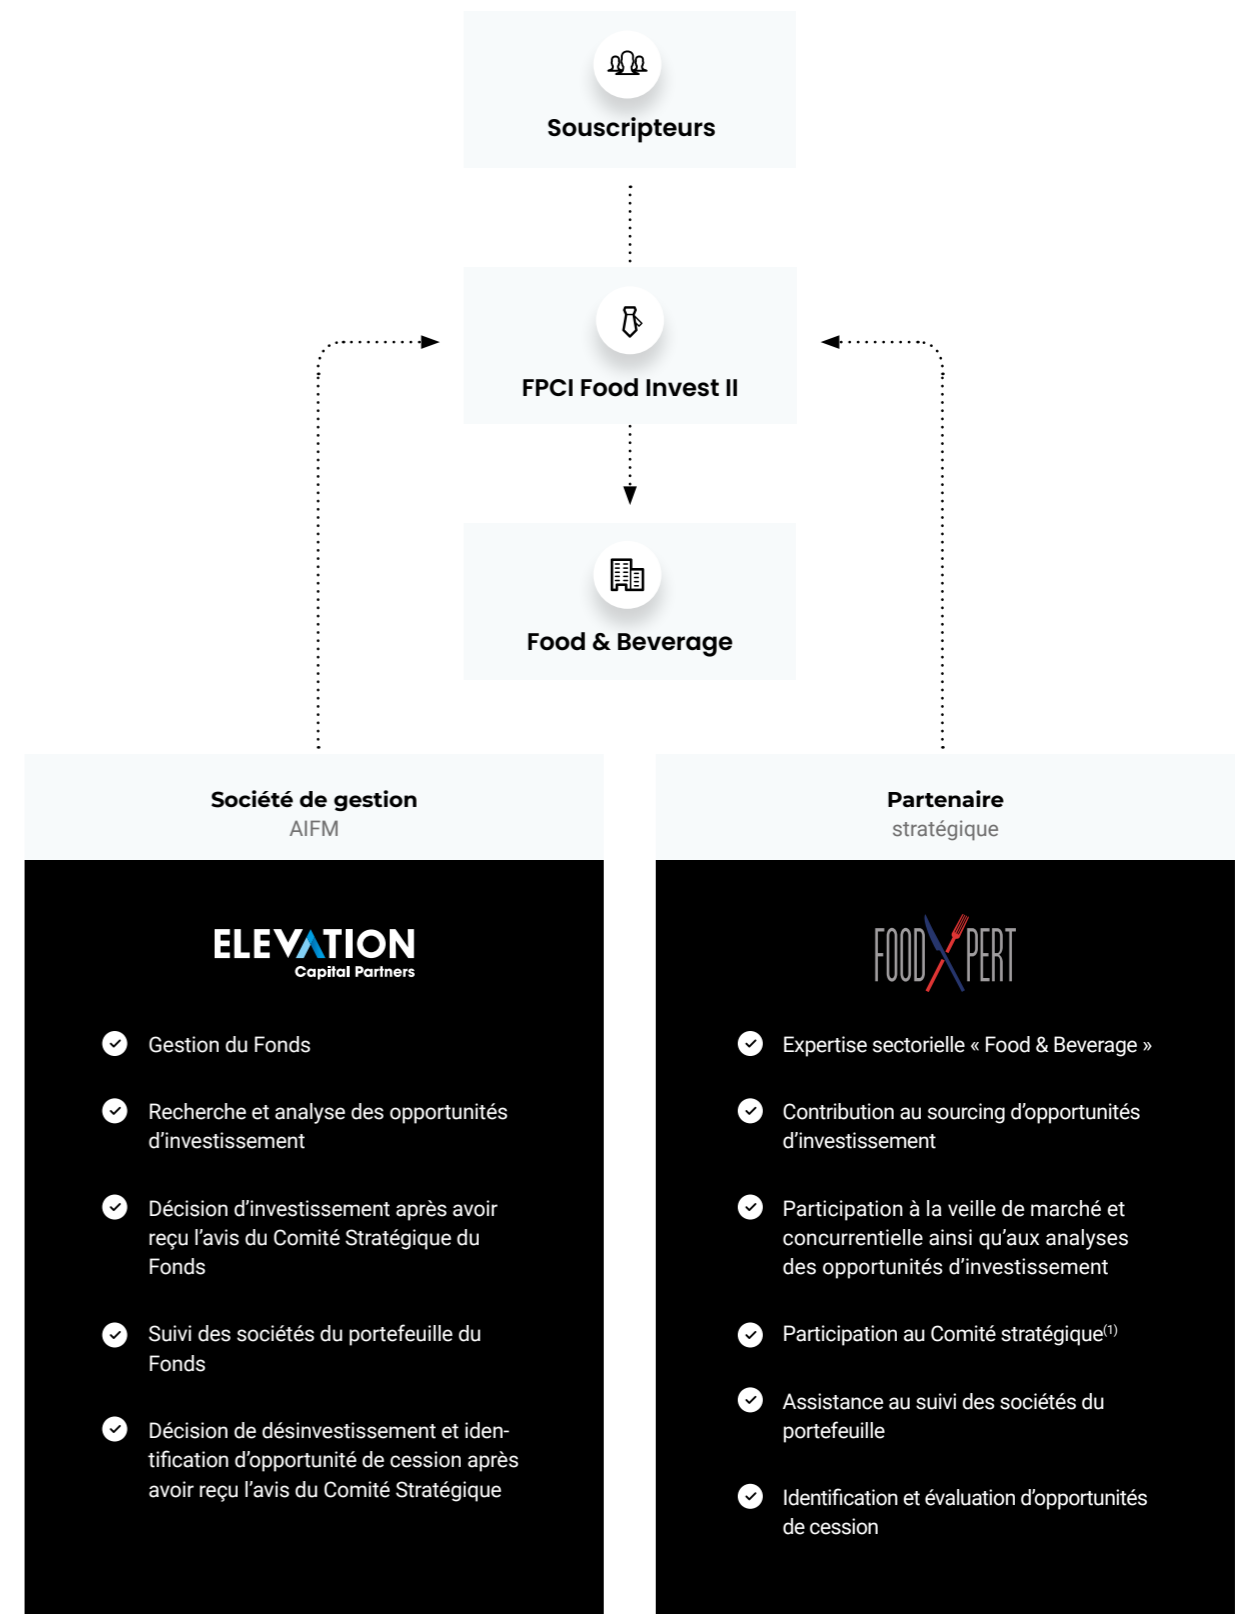 Souscripteurs
FPCI Food Invest II
Food & Beverage
Société de gestion
AIFM
ELEVATION
Capital Partners
Gestion du Fonds
Recherche et analyse des opportunités
d’investissement
Décision d’investissement après avoir
reçu l’avis du Comité Stratégique du
Fonds
Suivi des sociétés du portefeuille du
Fonds
Décision de désinvestissement et iden-
tification d’opportunité de cession après
avoir reçu l’avis du Comité Stratégique
Partenaire
stratégique
FOODXPERT
Expertise sectorielle « Food & Beverage »
Contribution au sourcing d’opportunités
d’investissement
Participation à la veille de marché et
concurrentielle ainsi qu’aux analyses
des opportunités d’investissement
Participation au Comité stratégique(1)
Assistance au suivi des sociétés du
portefeuille
Identification et évaluation d’opportunités
de cession